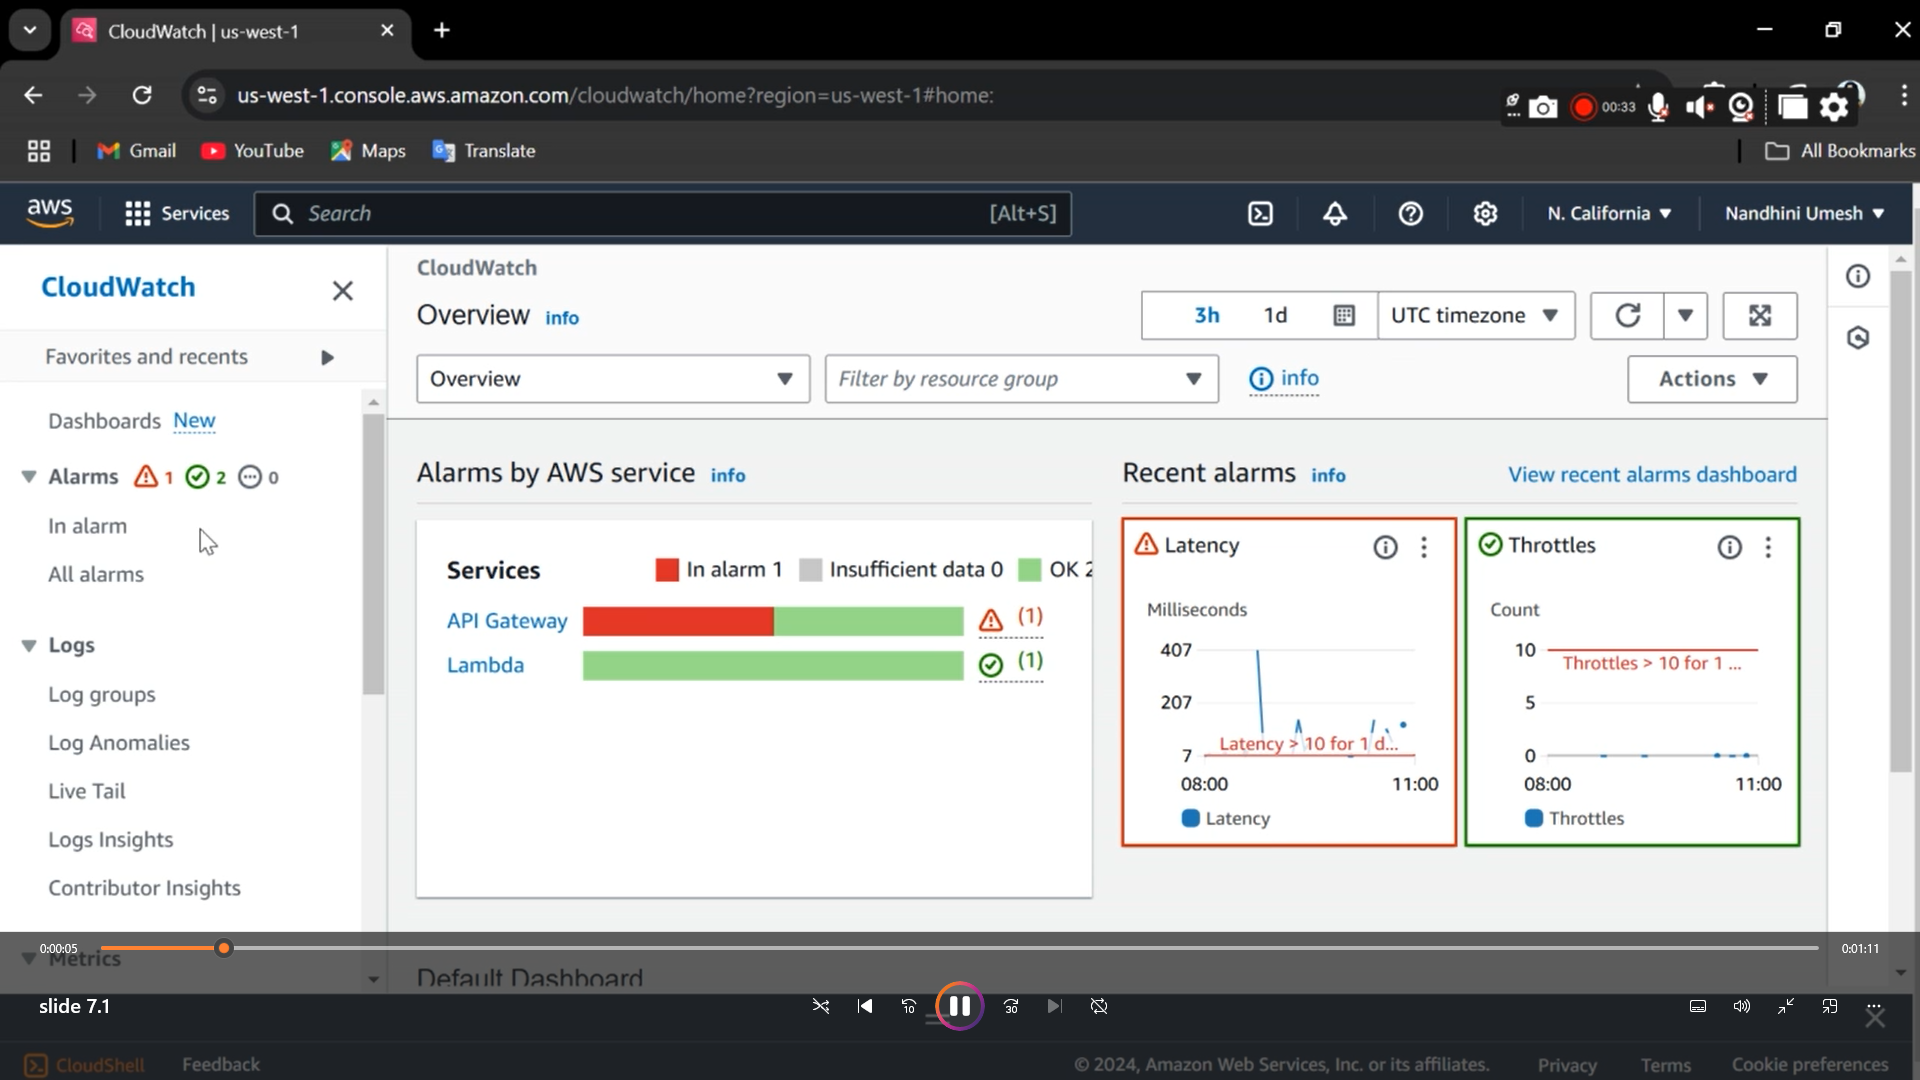 CloudWatch | us-west-1
us-west-1.console.aws.amazon.com/cloudwatch/home?region=us-west-1#home:
00:33
Gmail YouTube Maps Translate All Bookmarks
aws Services Search [Alt+S] N. California Nandhini Umesh
CloudWatch
Favorites and recents
Dashboards New
Alarms 1 2 0
In alarm
All alarms
Logs
Log groups
Log Anomalies
Live Tail
Logs Insights
Contributor Insights
Metrics
CloudWatch
Overview info
3h 1d UTC timezone
Overview Filter by resource group info Actions
Alarms by AWS service info
Services In alarm 1 Insufficient data 0 OK 2
API Gateway (1)
Lambda (1)
Recent alarms info View recent alarms dashboard
Latency
Milliseconds
407
207
Latency > 10 for 1 d...
7
08:00 11:00
Latency
Throttles
Count
10
Throttles > 10 for 1 ...
5
0
08:00 11:00
Throttles
Default Dashboard
0:00:05 0:01:11
slide 7.1
10 30
CloudShell Feedback © 2024, Amazon Web Services, Inc. or its affiliates. Privacy Terms Cookie preferences